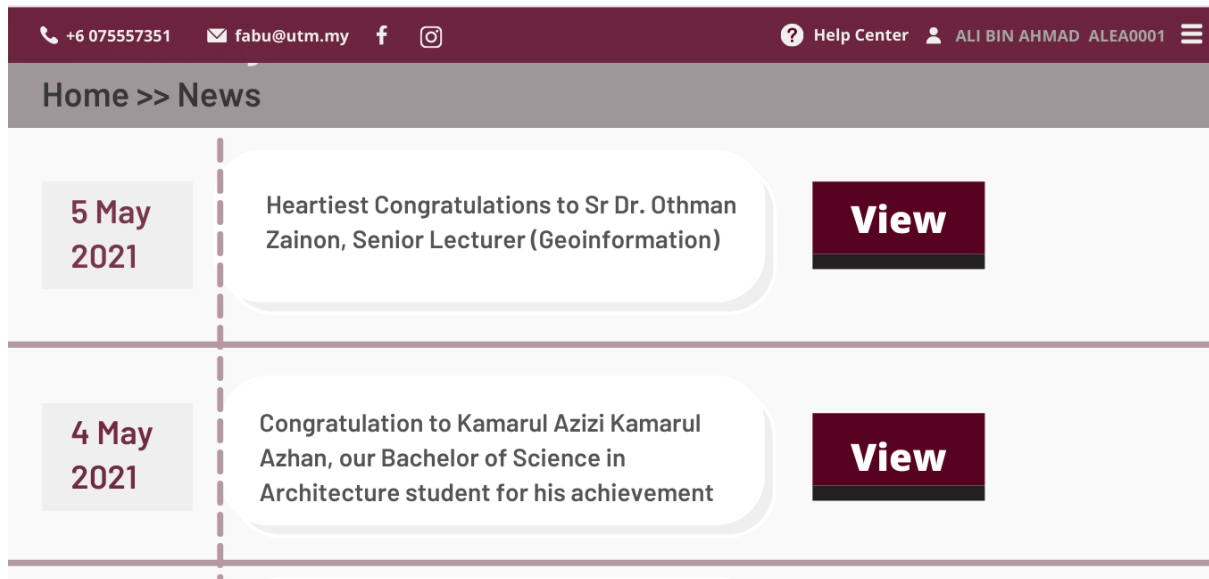 +6 075557351 fabu@utm.my Help Center ALI BIN AHMAD ALEA0001
Home >> News
5 May
2021
Heartiest Congratulations to Sr Dr. Othman
Zainon, Senior Lecturer (Geoinformation)
View
4 May
2021
Congratulation to Kamarul Azizi Kamarul
Azhan, our Bachelor of Science in
Architecture student for his achievement
View